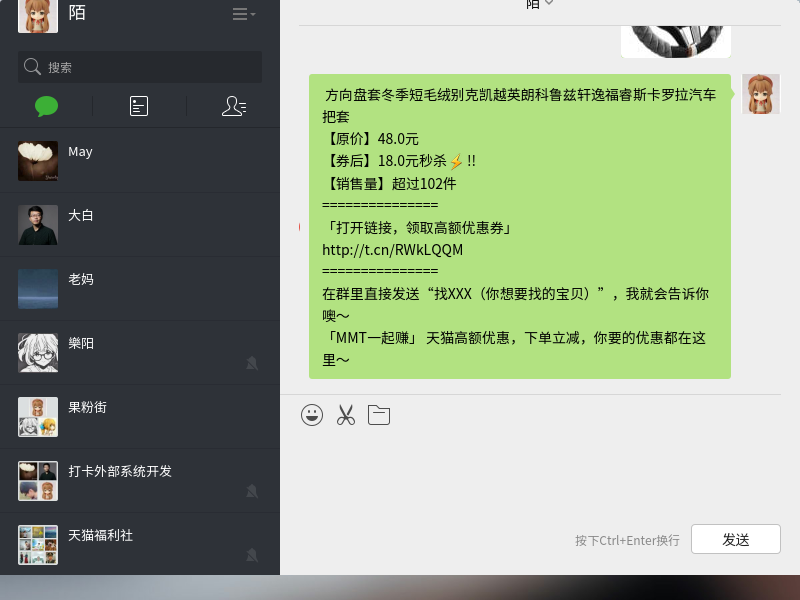 陌
搜索
May
大白
老妈
樂阳
果粉街
打卡外部系统开发
天猫福利社
陌
方向盘套冬季短毛绒别克凯越英朗科鲁兹轩逸福睿斯卡罗拉汽车
把套
【原价】48.0元
【券后】18.0元秒杀⚡!!
【销售量】超过102件
===============
「打开链接，领取高额优惠券」
http://t.cn/RWkLQQM
===============
在群里直接发送“找XXX（你想要找的宝贝）”，我就会告诉你
噢～
「MMT一起赚」 天猫高额优惠，下单立减，你要的优惠都在这
里～
按下Ctrl+Enter换行
发送